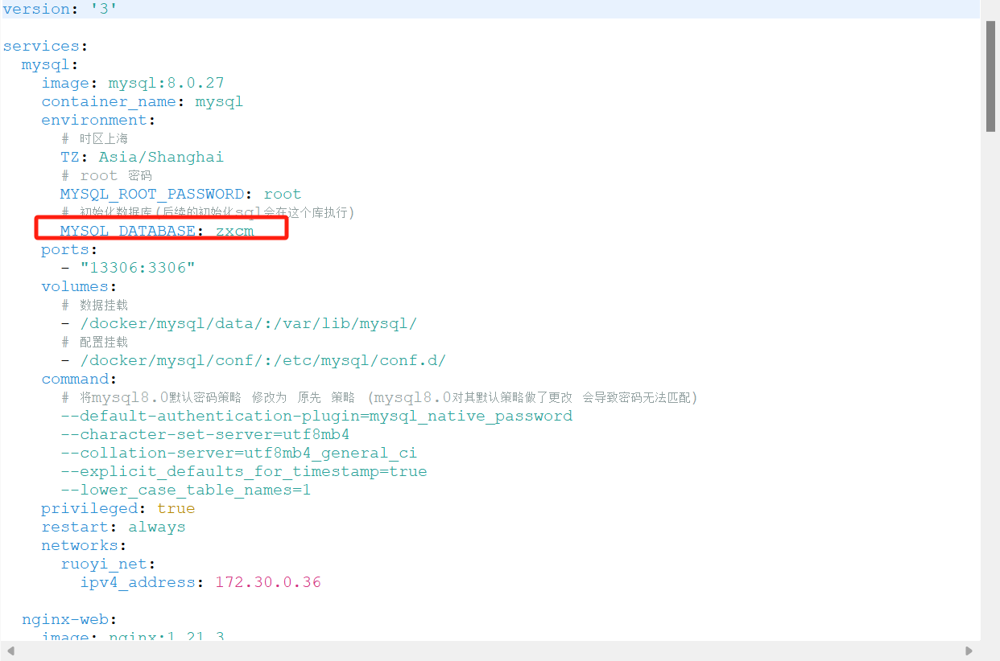 version: '3'
services:
mysql:
image: mysql:8.0.27
container_name: mysql
environment:
# 时区上海
TZ: Asia/Shanghai
# root 密码
MYSQL_ROOT_PASSWORD: root
# 初始化数据库(后续的初始化sql会在这个库执行)
MYSQL_DATABASE: zxcm
ports:
- "13306:3306"
volumes:
# 数据挂载
- /docker/mysql/data/:/var/lib/mysql/
# 配置挂载
- /docker/mysql/conf/:/etc/mysql/conf.d/
command:
# 将mysql8.0默认密码策略 修改为 原先 策略 (mysql8.0对其默认策略做了更改 会导致密码无法匹配)
--default-authentication-plugin=mysql_native_password
--character-set-server=utf8mb4
--collation-server=utf8mb4_general_ci
--explicit_defaults_for_timestamp=true
--lower_case_table_names=1
privileged: true
restart: always
networks:
ruoyi_net:
ipv4_address: 172.30.0.36
nginx-web:
image: nginx:1.21.3